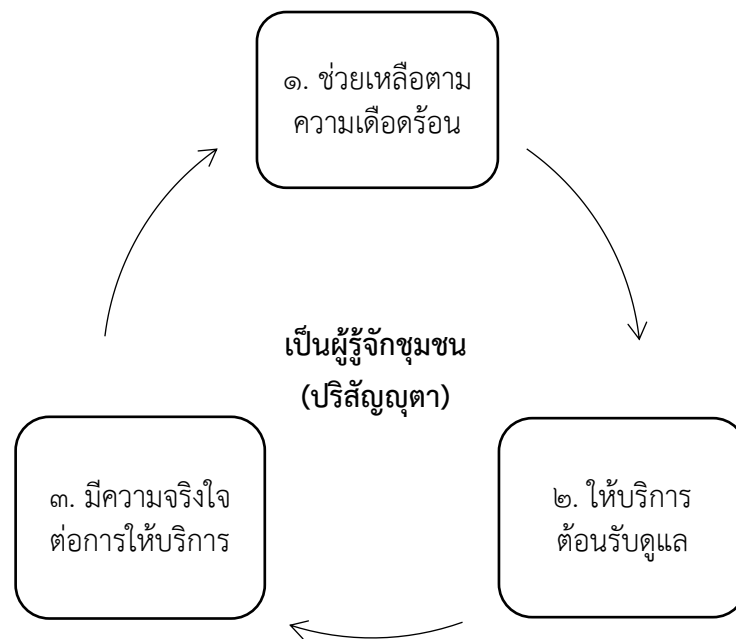 ๑. ช่วยเหลือตาม
ความเดือดร้อน
เป็นผู้รู้จักชุมชน
(ปริสัญญุตา)
๓. มีความจริงใจ
ต่อการให้บริการ
๒. ให้บริการ
ต้อนรับดูแล